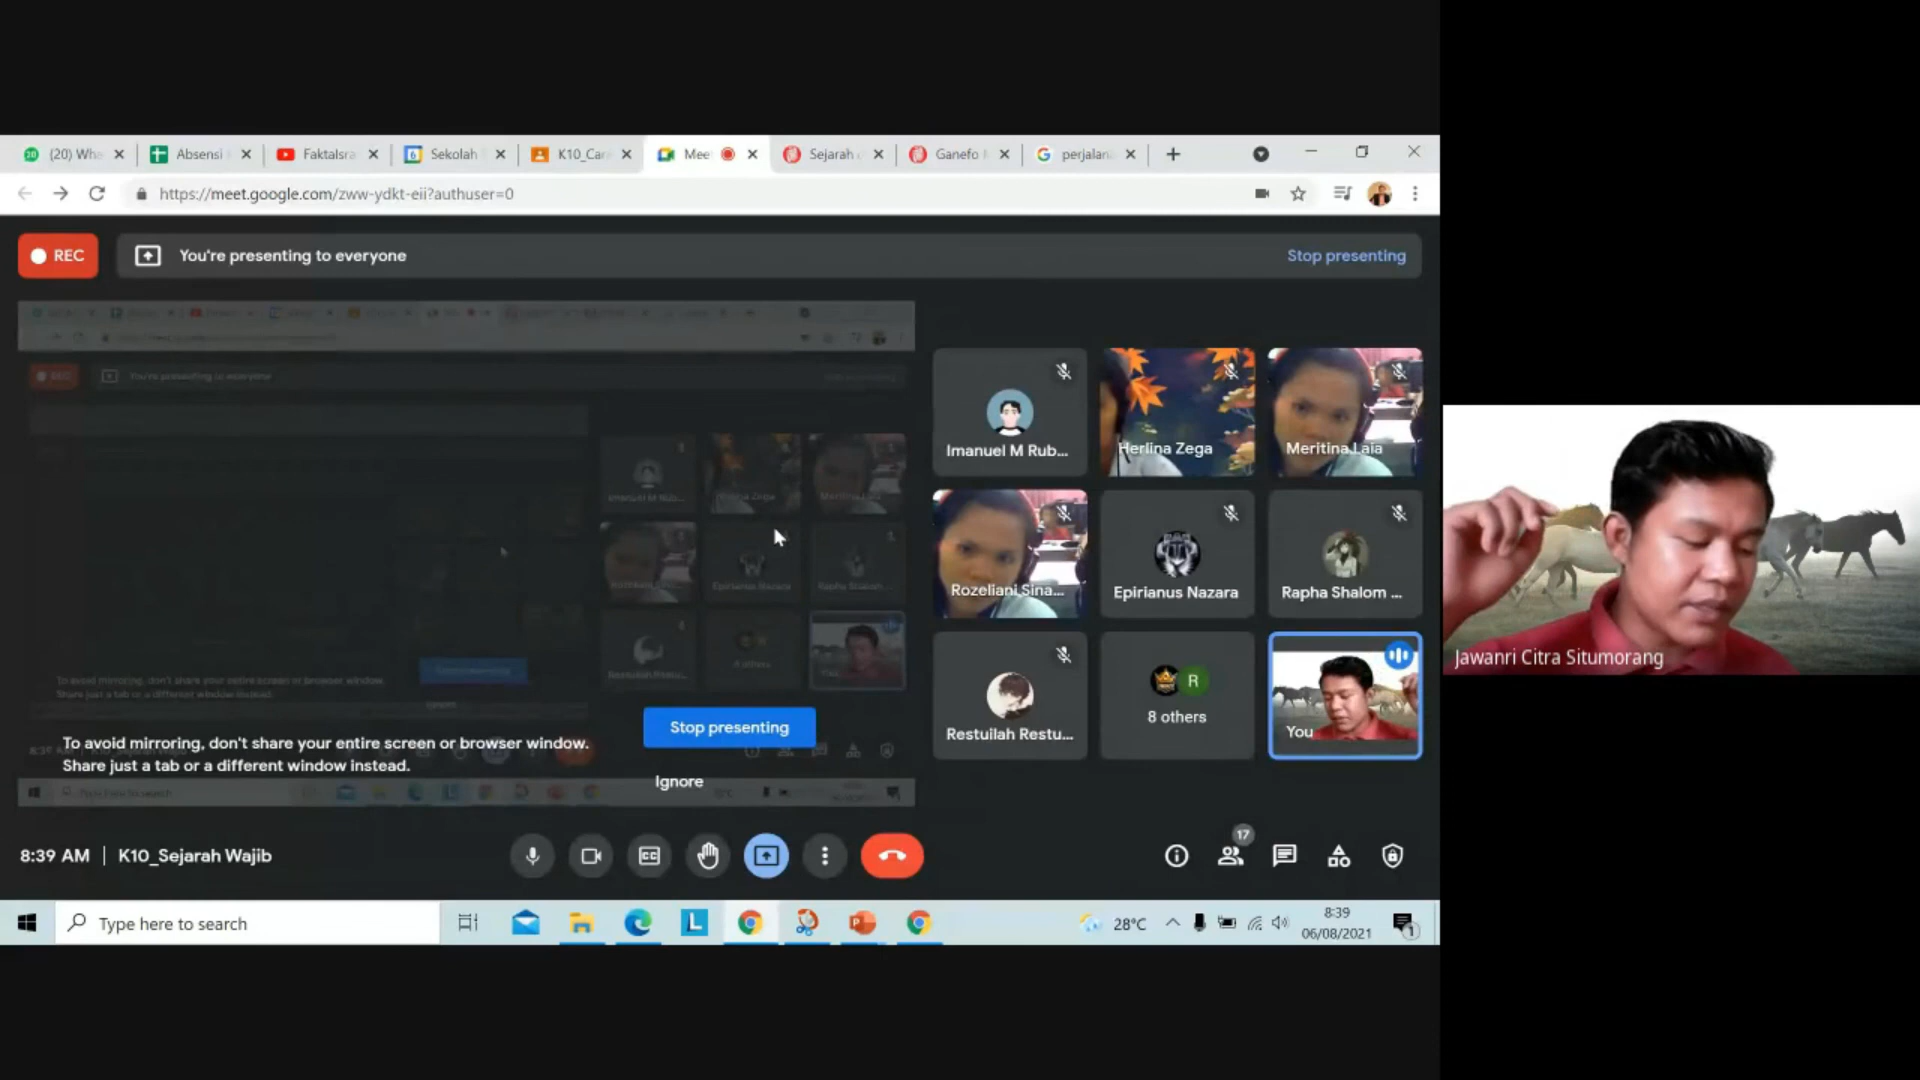 (20) Wha
Absensi
FaktaIsra
Sekolah
K10_Car
Mee
Sejarah
Ganefo
perjalan
https://meet.google.com/zww-ydkt-eii?authuser=0
REC
You're presenting to everyone
Stop presenting
Imanuel M Rub...
Herlina Zega
Meritina Laia
Rozeliani Sina...
Epirianus Nazara
Rapha Shalom ...
Jawanri Citra Situmorang
Restuilah Restu...
R
8 others
You
To avoid mirroring, don't share your entire screen or browser window.
Share just a tab or a different window instead.
Stop presenting
Ignore
8:39 AM | K10_Sejarah Wajib
17
Type here to search
28°C
8:39
06/08/2021
1